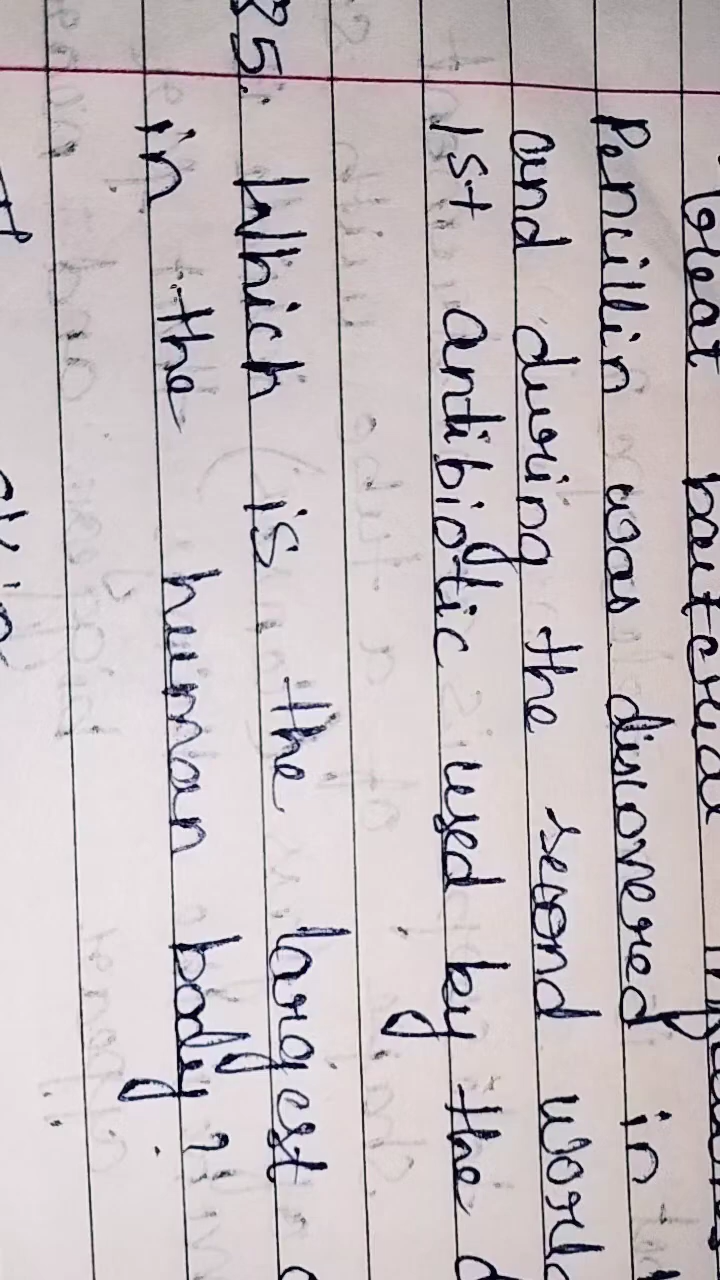 Penicillin was discovered in
and during the second world
1st antibiotic used by the
35. Which is the largest
in the human body?